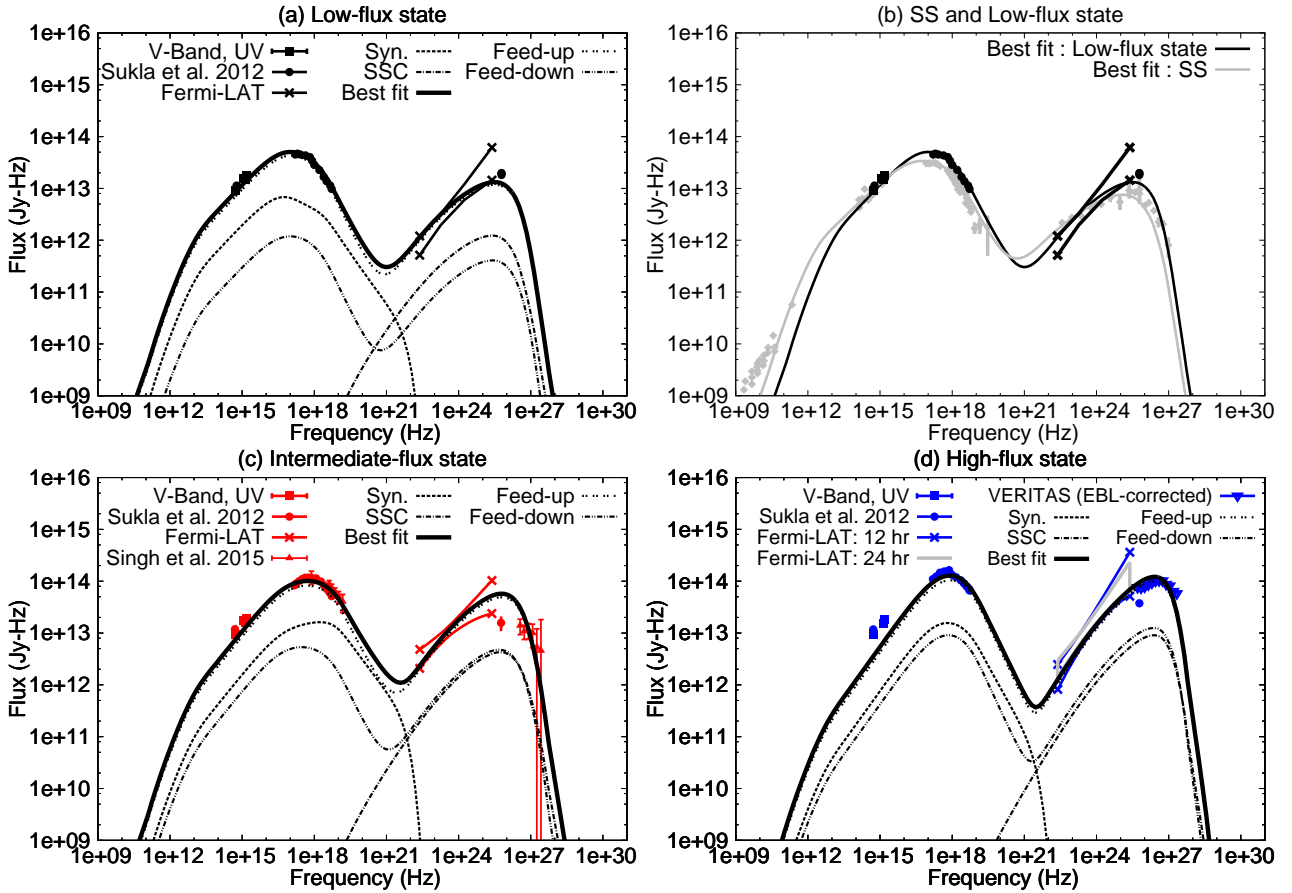 (a) Low-flux state
1e+16
1e+15
1e+14
1e+13
1e+12
1e+11
1e+10
1e+09
Flux (Jy-Hz)
V-Band, UV
Sukla et al. 2012
Fermi-LAT
Syn.
SSC
Best fit
Feed-up
Feed-down
1e+09 1e+12 1e+15 1e+18 1e+21 1e+24 1e+27 1e+30
Frequency (Hz)
(b) SS and Low-flux state
1e+16
1e+15
1e+14
1e+13
1e+12
1e+11
1e+10
1e+09
Flux (Jy-Hz)
Best fit : Low-flux state
Best fit : SS
1e+09 1e+12 1e+15 1e+18 1e+21 1e+24 1e+27 1e+30
Frequency (Hz)
(c) Intermediate-flux state
1e+16
1e+15
1e+14
1e+13
1e+12
1e+11
1e+10
1e+09
Flux (Jy-Hz)
V-Band, UV
Sukla et al. 2012
Fermi-LAT
Singh et al. 2015
Syn.
SSC
Best fit
Feed-up
Feed-down
1e+09 1e+12 1e+15 1e+18 1e+21 1e+24 1e+27 1e+30
Frequency (Hz)
(d) High-flux state
1e+16
1e+15
1e+14
1e+13
1e+12
1e+11
1e+10
1e+09
Flux (Jy-Hz)
V-Band, UV
Sukla et al. 2012
Fermi-LAT: 12 hr
Fermi-LAT: 24 hr
VERITAS (EBL-corrected)
Syn.
SSC
Best fit
Feed-up
Feed-down
1e+09 1e+12 1e+15 1e+18 1e+21 1e+24 1e+27 1e+30
Frequency (Hz)